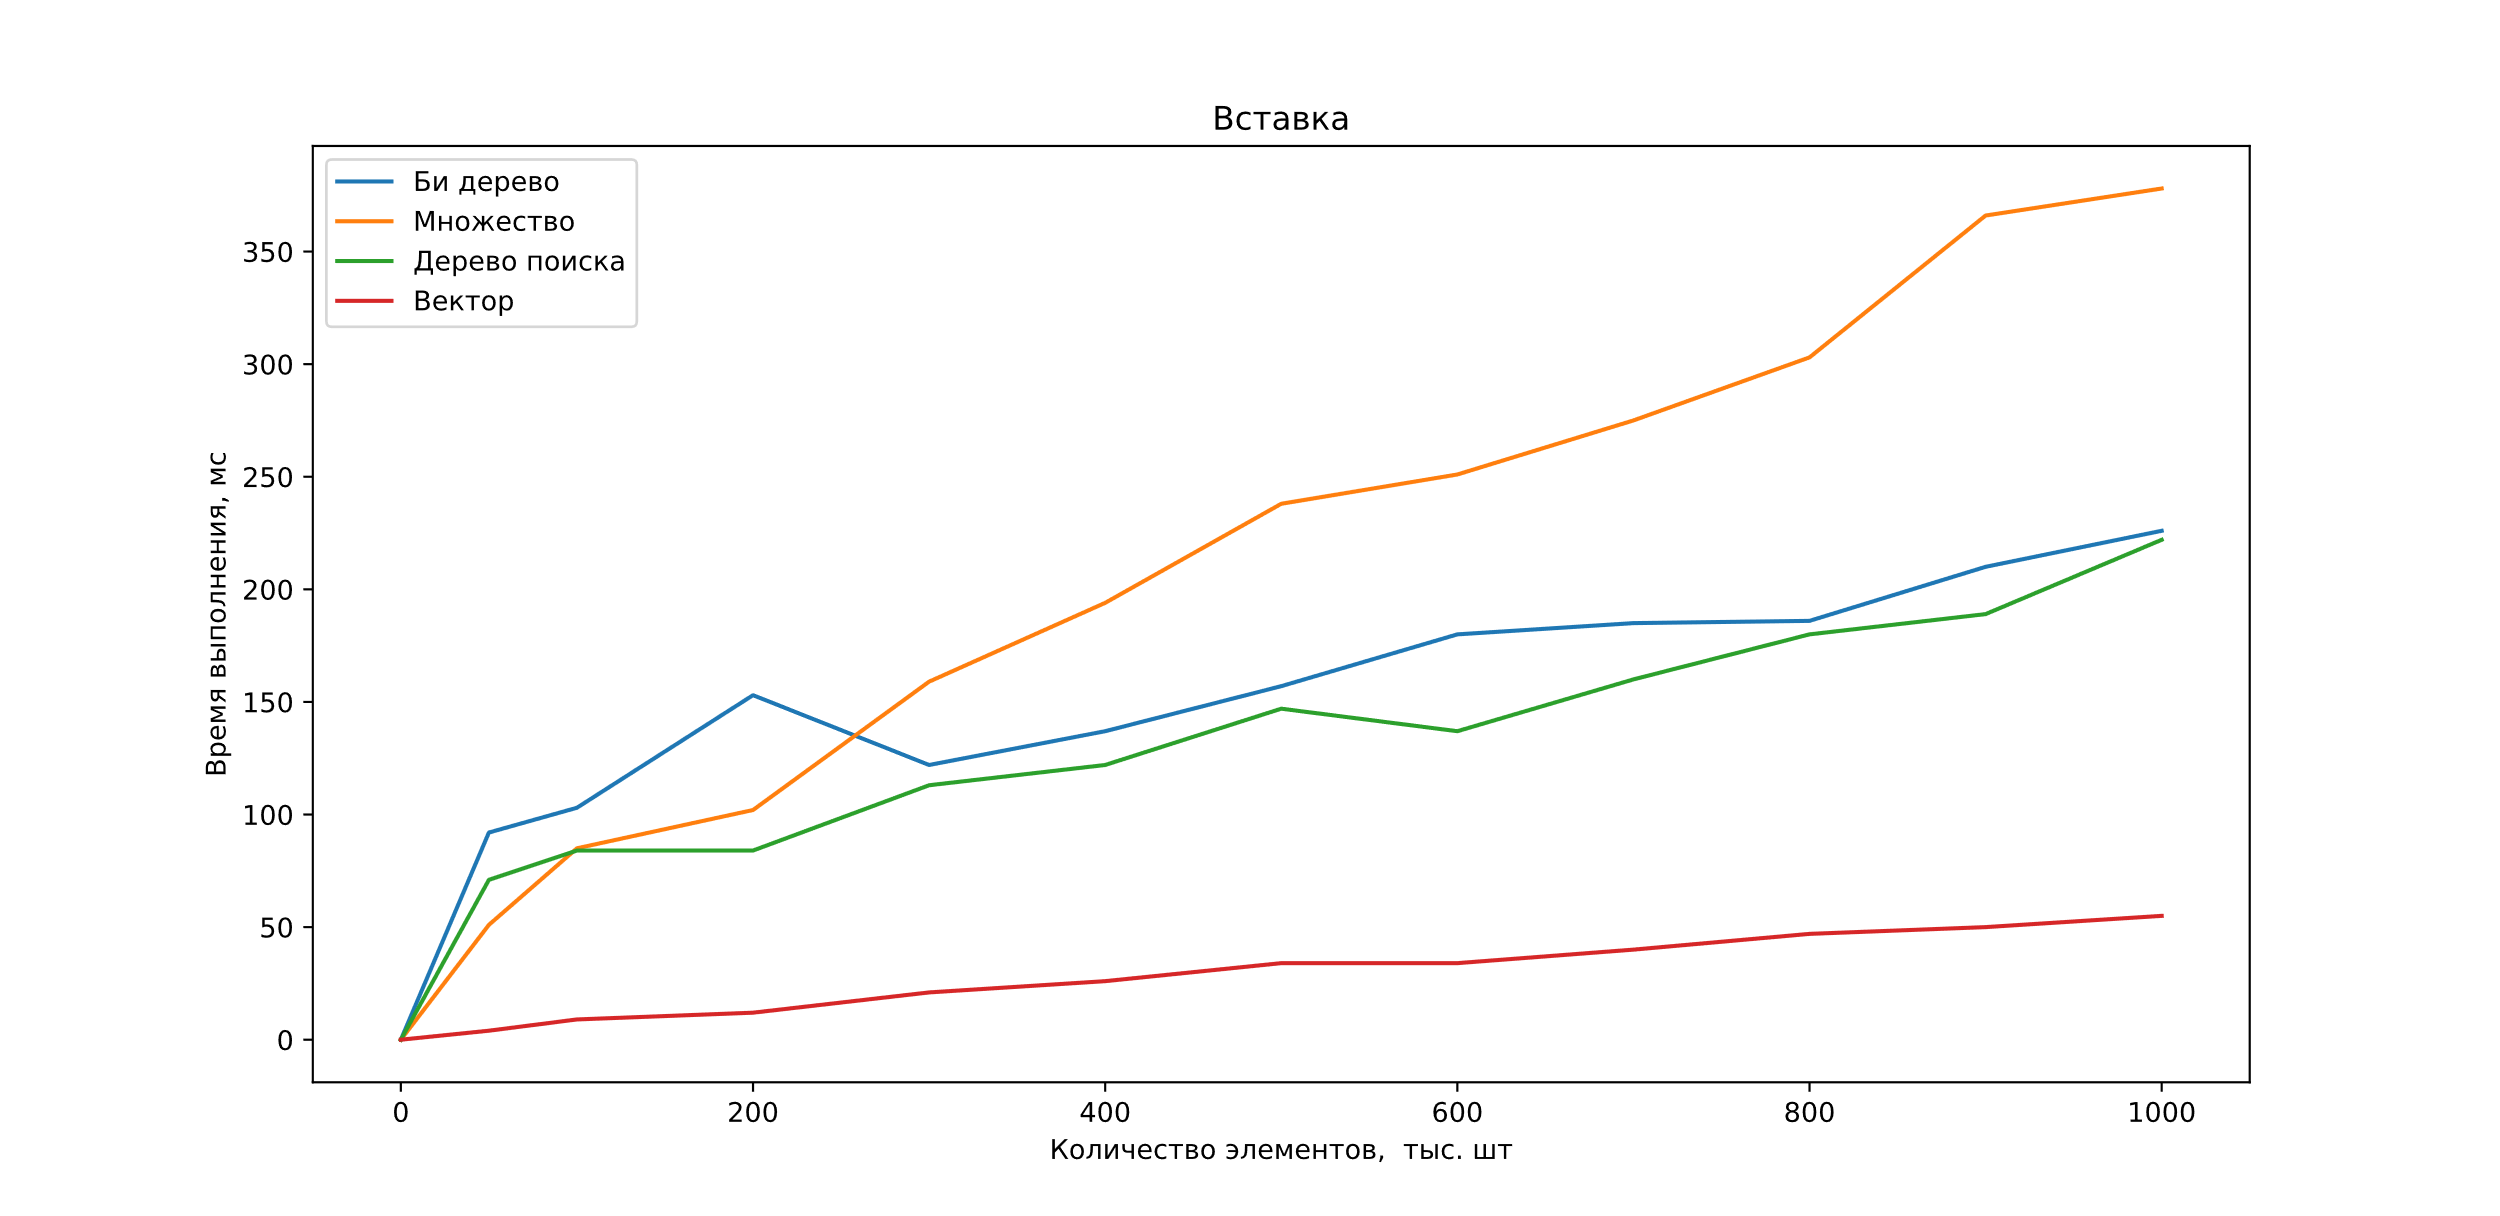 Вставка
Би дерево
Множество
Дерево поиска
Вектор
Время выполнения, мс
350
300
250
200
150
100
50
0
0 200 400 600 800 1000
Количество элементов,  тыс. шт